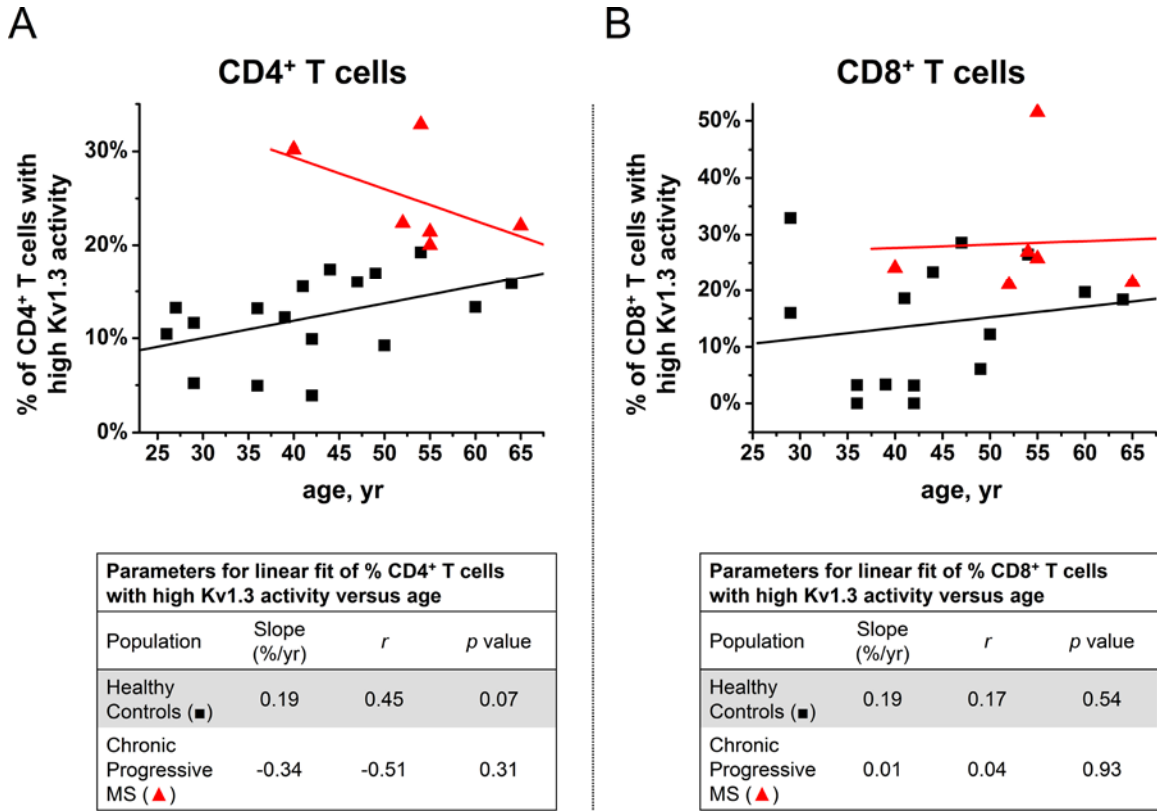 A
CD4⁺ T cells
% of CD4⁺ T cells with
high Kv1.3 activity
30%
20%
10%
0%
25 30 35 40 45 50 55 60 65
age, yr
Parameters for linear fit of % CD4⁺ T cells
with high Kv1.3 activity versus age
Population Slope (%/yr) r p value
Healthy
Controls (■) 0.19 0.45 0.07
Chronic
Progressive -0.34 -0.51 0.31
MS (▲)
B
CD8⁺ T cells
% of CD8⁺ T cells with
high Kv1.3 activity
50%
40%
30%
20%
10%
0%
25 30 35 40 45 50 55 60 65
age, yr
Parameters for linear fit of % CD8⁺ T cells
with high Kv1.3 activity versus age
Population Slope (%/yr) r p value
Healthy
Controls (■) 0.19 0.17 0.54
Chronic
Progressive 0.01 0.04 0.93
MS (▲)